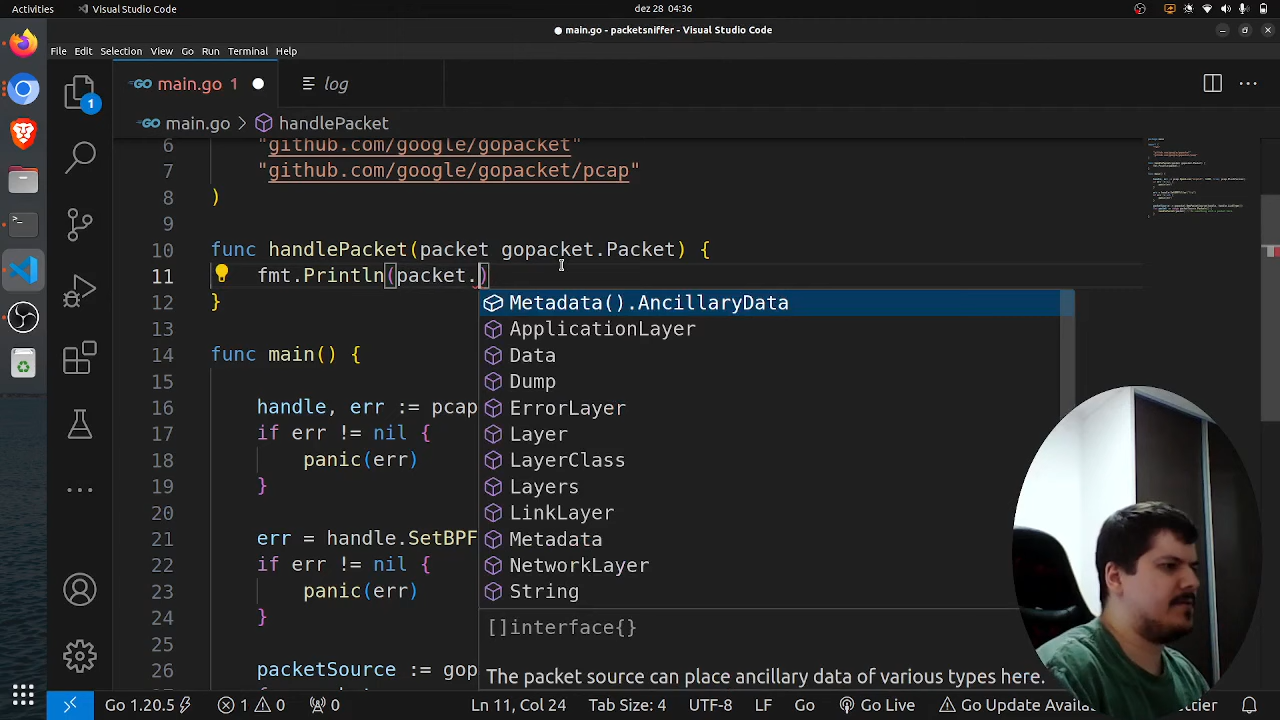 Activities
Visual Studio Code
dez 28 04:36
● main.go - packetsniffer - Visual Studio Code
File Edit Selection View Go Run Terminal Help
GO main.go 1 ●
log
GO main.go > handlePacket
1
6 "github.com/google/gopacket"
7 "github.com/google/gopacket/pcap"
8 )
9
10 func handlePacket(packet gopacket.Packet) {
11 fmt.Println(packet.)
12 }
Metadata().AncillaryData
13
ApplicationLayer
14 func main() {
Data
15
Dump
16 handle, err := pcap
ErrorLayer
17 if err != nil {
Layer
18 panic(err)
LayerClass
19 }
Layers
20
LinkLayer
21 err = handle.SetBPF
Metadata
22 if err != nil {
NetworkLayer
23 panic(err)
String
24 }
[]interface{}
25
26 packetSource := gop
The packet source can place ancillary data of various types here.
Go 1.20.5 1 0 0 Ln 11, Col 24 Tab Size: 4 UTF-8 LF Go Go Live Go Update Availa